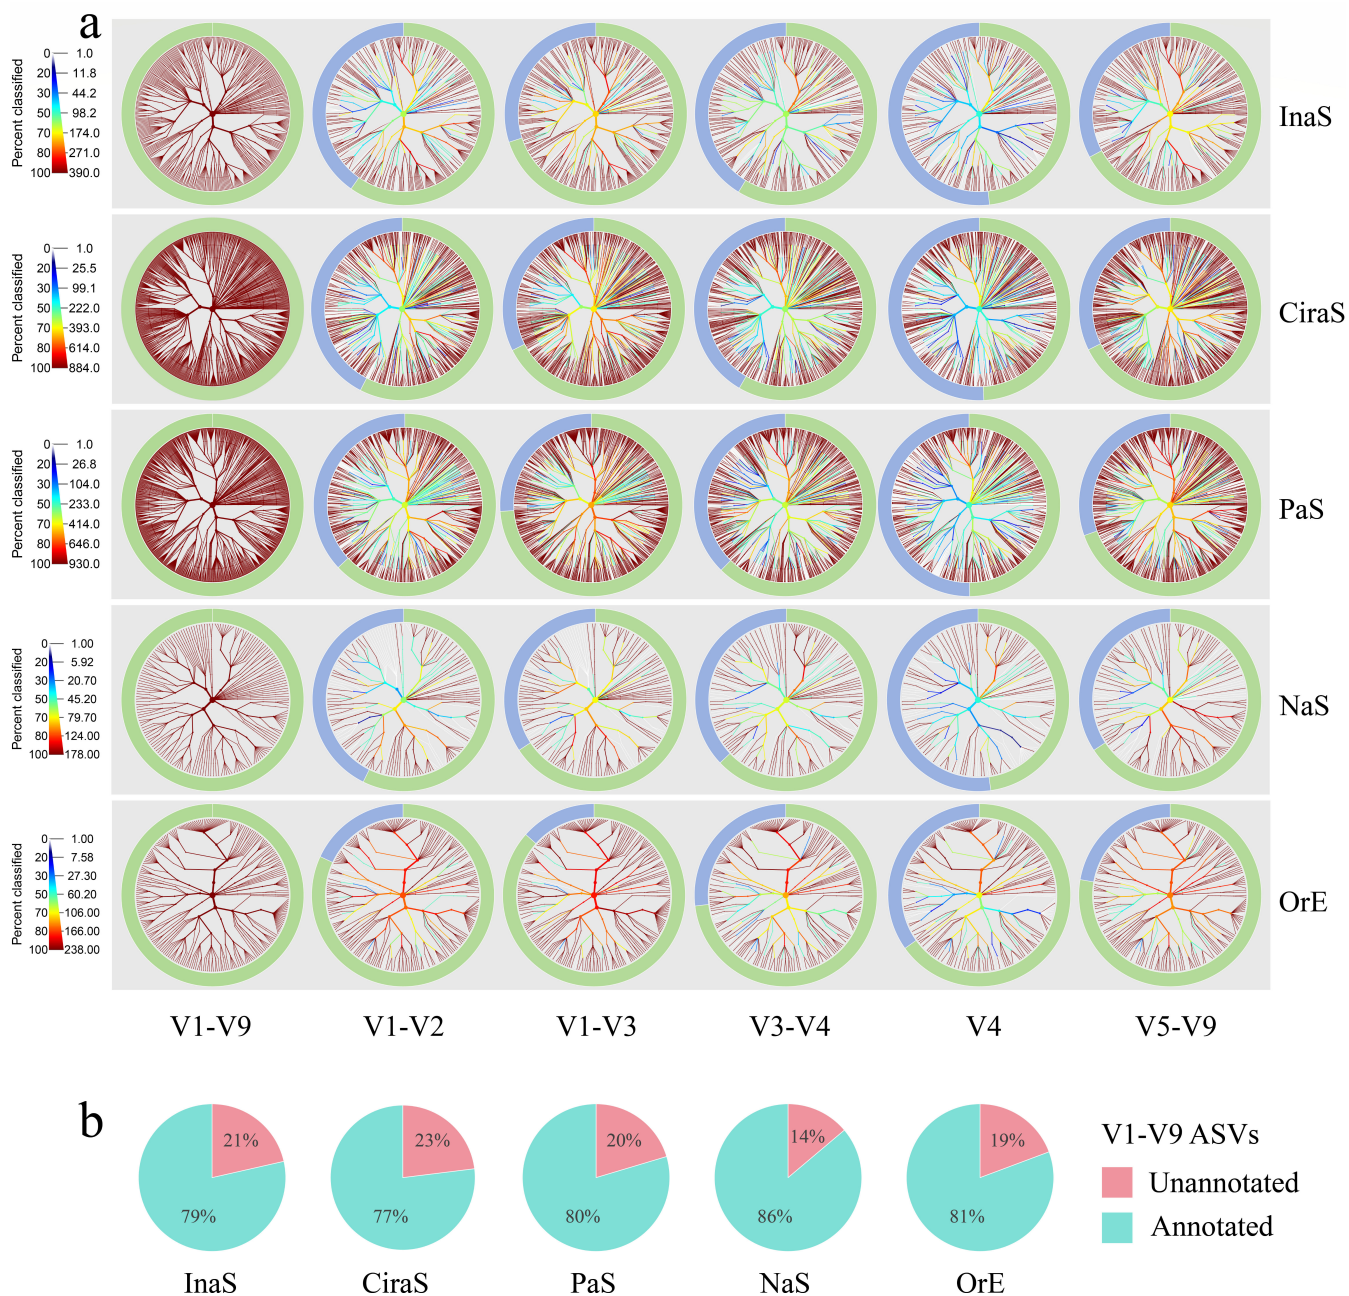 a
Percent classified
0 1.0
20 11.8
30 44.2
50 98.2
70 174.0
80 271.0
100 390.0
InaS
Percent classified
0 1.0
20 25.5
30 99.1
50 222.0
70 393.0
80 614.0
100 884.0
CiraS
Percent classified
0 1.0
20 26.8
30 104.0
50 233.0
70 414.0
80 646.0
100 930.0
PaS
Percent classified
0 1.00
20 5.92
30 20.70
50 45.20
70 79.70
80 124.00
100 178.00
NaS
Percent classified
0 1.00
20 7.58
30 27.30
50 60.20
70 106.00
80 166.00
100 238.00
OrE
V1-V9 V1-V2 V1-V3 V3-V4 V4 V5-V9
b
21% 23% 20% 14% 19%
79% 77% 80% 86% 81%
InaS CiraS PaS NaS OrE
V1-V9 ASVs
Unannotated
Annotated